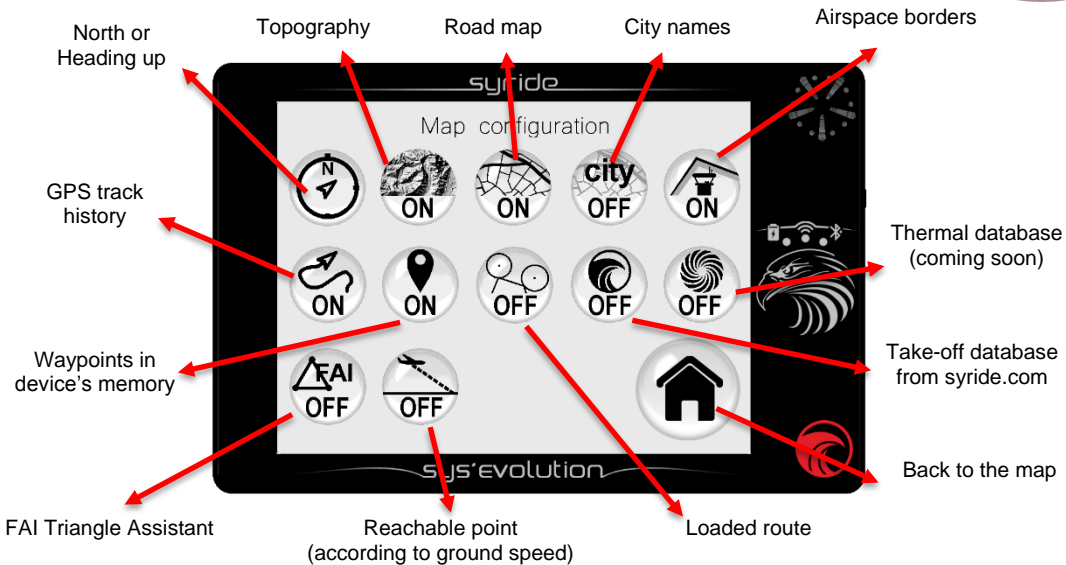 North or
Heading up
Topography
Road map
City names
Airspace borders
syride
Map configuration
N
ON
ON
city
OFF
ON
GPS track
history
ON
ON
OFF
OFF
OFF
Thermal database
(coming soon)
Waypoints in
device's memory
FAI
OFF
OFF
Take-off database
from syride.com
sys'evolution
Back to the map
FAI Triangle Assistant
Reachable point
(according to ground speed)
Loaded route